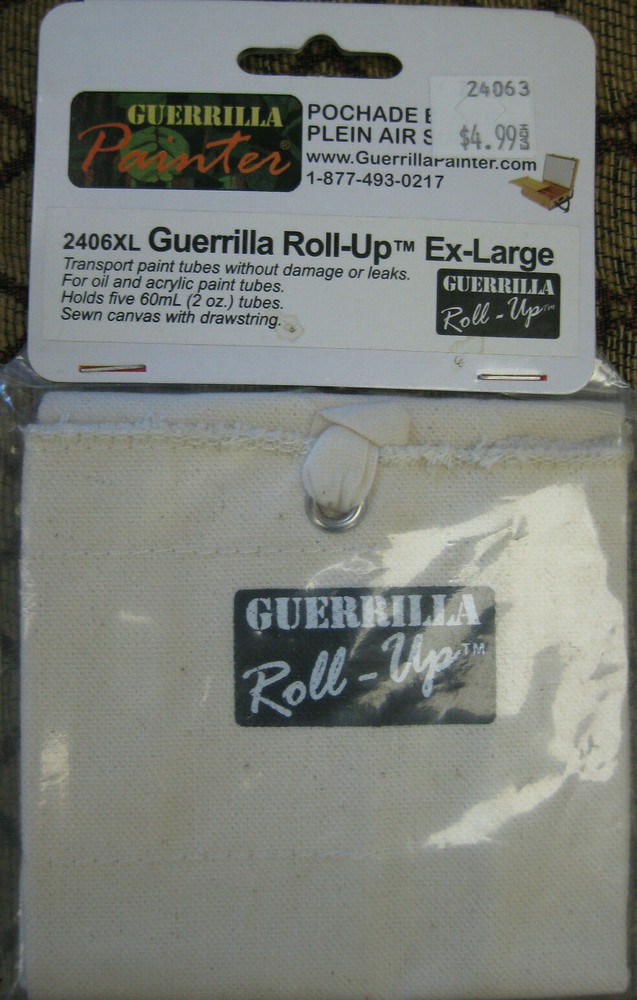 GUERRILLA
Painter®
POCHADE
PLEIN AIR
www.GuerrillaPainter.com
1-877-493-0217
24063
$4.99
2406XL Guerrilla Roll-Up™ Ex-Large
Transport paint tubes without damage or leaks.
For oil and acrylic paint tubes.
Holds five 60mL (2 oz.) tubes.
Sewn canvas with drawstring.
GUERRILLA
Roll-Up™
GUERRILLA
Roll-Up™